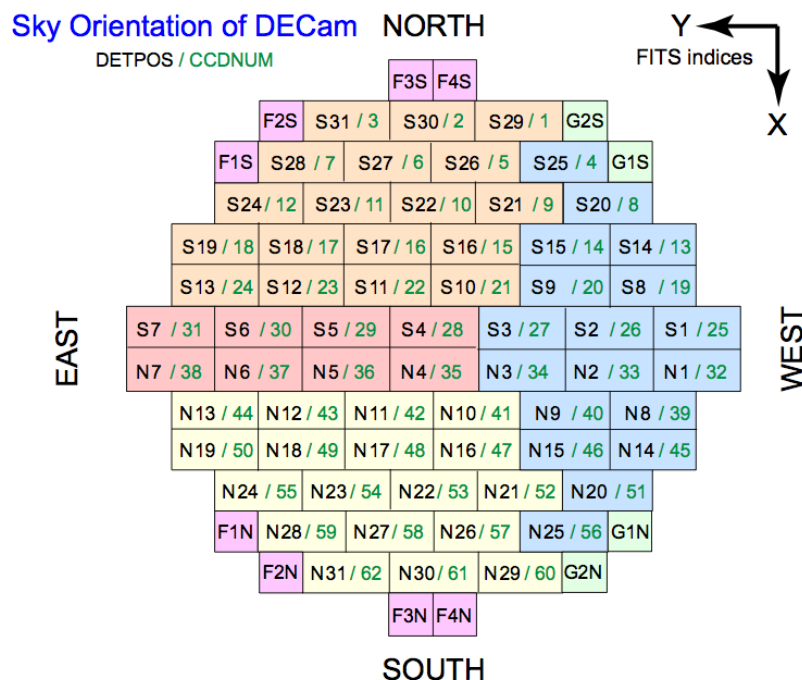 Sky Orientation of DECam NORTH
DETPOS / CCDNUM
Y
FITS indices
X
F3S F4S
F2S S31 / 3 S30 / 2 S29 / 1 G2S
F1S S28 / 7 S27 / 6 S26 / 5 S25 / 4 G1S
S24 / 12 S23 / 11 S22 / 10 S21 / 9 S20 / 8
S19 / 18 S18 / 17 S17 / 16 S16 / 15 S15 / 14 S14 / 13
S13 / 24 S12 / 23 S11 / 22 S10 / 21 S9 / 20 S8 / 19
EAST
S7 / 31 S6 / 30 S5 / 29 S4 / 28 S3 / 27 S2 / 26 S1 / 25
N7 / 38 N6 / 37 N5 / 36 N4 / 35 N3 / 34 N2 / 33 N1 / 32
WEST
N13 / 44 N12 / 43 N11 / 42 N10 / 41 N9 / 40 N8 / 39
N19 / 50 N18 / 49 N17 / 48 N16 / 47 N15 / 46 N14 / 45
N24 / 55 N23 / 54 N22 / 53 N21 / 52 N20 / 51
F1N N28 / 59 N27 / 58 N26 / 57 N25 / 56 G1N
F2N N31 / 62 N30 / 61 N29 / 60 G2N
F3N F4N
SOUTH